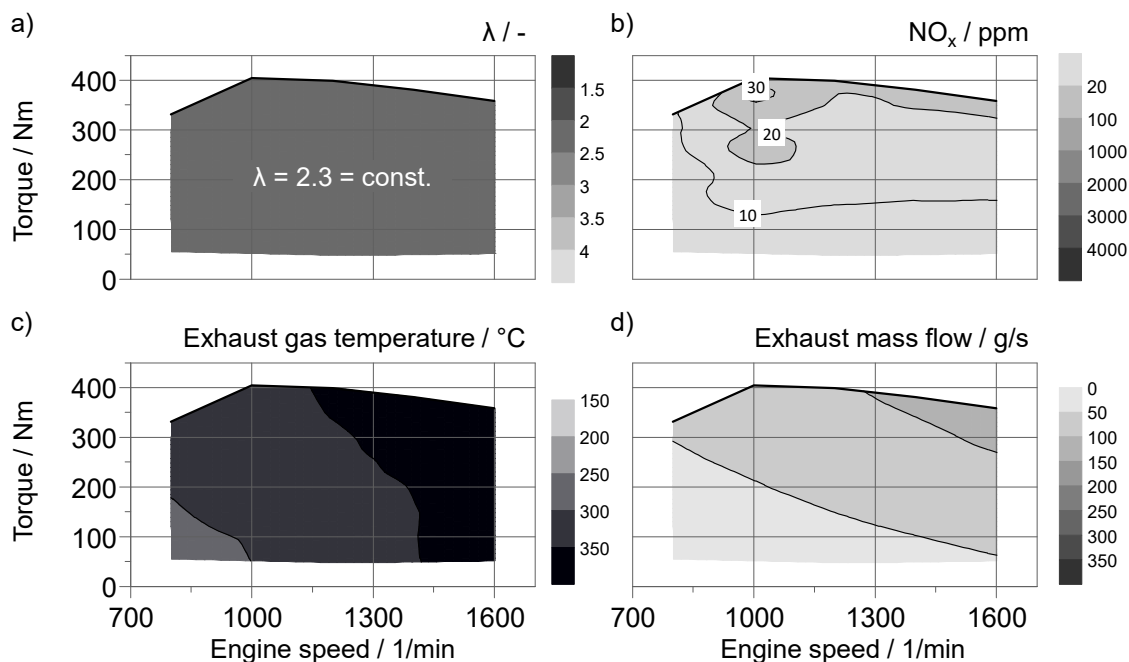 a)
λ / -
Torque / Nm
400
300
200
100
0
λ = 2.3 = const.
1.5
2
2.5
3
3.5
4
b)
NOx / ppm
30
20
10
20
100
1000
2000
3000
4000
c)
Exhaust gas temperature / °C
Torque / Nm
400
300
200
100
0
150
200
250
300
350
700 1000 1300 1600
Engine speed / 1/min
d)
Exhaust mass flow / g/s
0
50
100
150
200
250
300
350
700 1000 1300 1600
Engine speed / 1/min